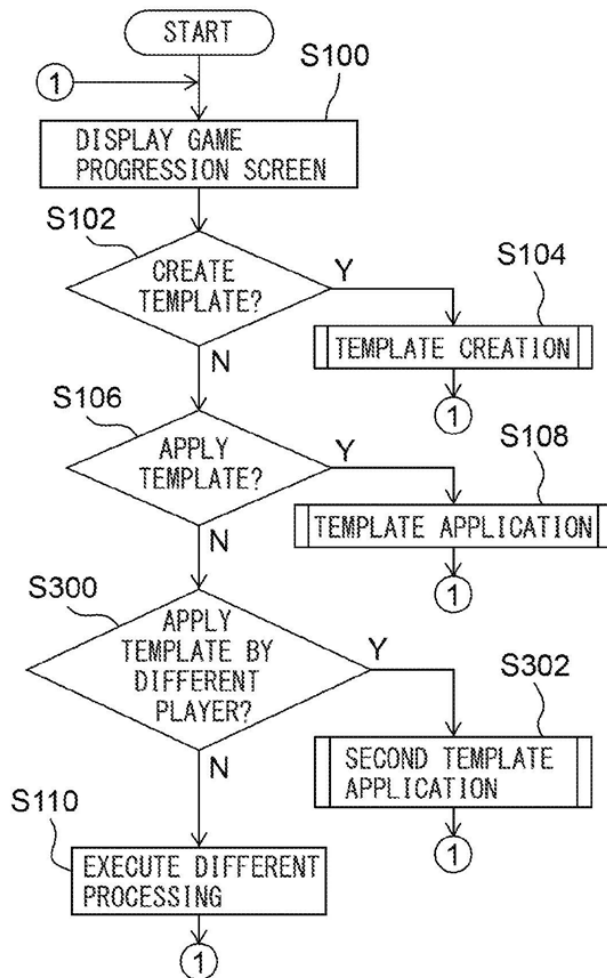 START
1
S100
DISPLAY GAME
PROGRESSION SCREEN
S102
CREATE
TEMPLATE?
Y
S104
TEMPLATE CREATION
1
N
S106
APPLY
TEMPLATE?
Y
S108
TEMPLATE APPLICATION
1
N
S300
APPLY
TEMPLATE BY
DIFFERENT
PLAYER?
Y
S302
SECOND TEMPLATE
APPLICATION
1
N
S110
EXECUTE DIFFERENT
PROCESSING
1